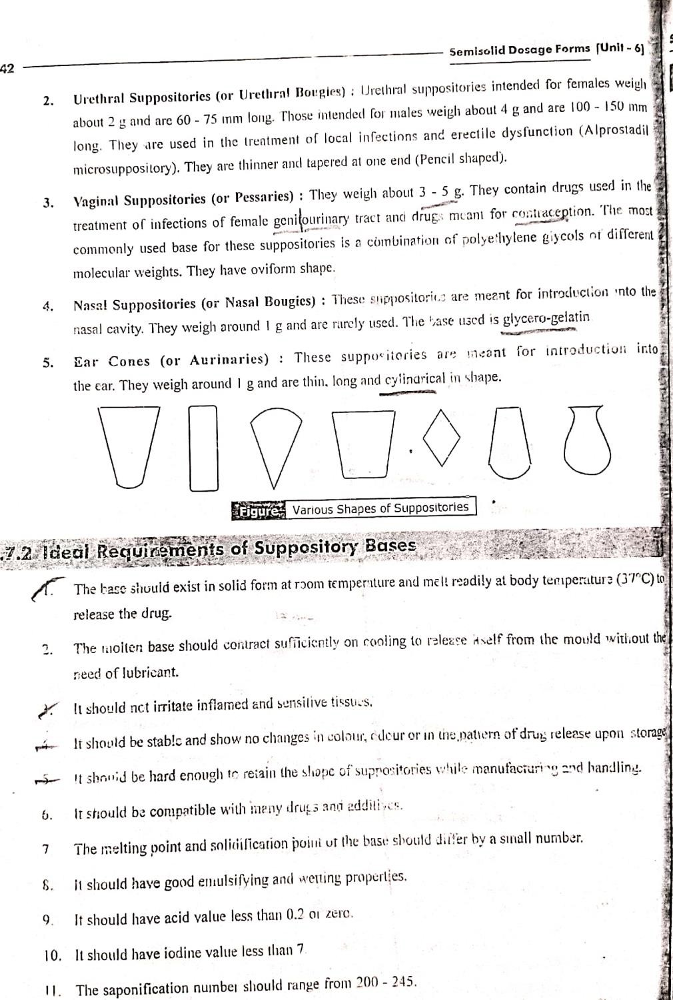 Semisolid Dosage Forms [Unit - 6]
42
2. Urethral Suppositories (or Urethral Bougies) : Urethral suppositories intended for females weigh
about 2 g and are 60 - 75 mm long. Those intended for males weigh about 4 g and are 100 - 150 mm
long. They are used in the treatment of local infections and erectile dysfunction (Alprostadil
microsuppository). They are thinner and tapered at one end (Pencil shaped).
3. Vaginal Suppositories (or Pessaries) : They weigh about 3 - 5 g. They contain drugs used in the
treatment of infections of female genitourinary tract and drugs meant for contraception. The most
commonly used base for these suppositories is a combination of polyethylene glycols of different
molecular weights. They have oviform shape.
4. Nasal Suppositories (or Nasal Bougies) : These suppositories are meant for introduction into the
nasal cavity. They weigh around 1 g and are rarely used. The base used is glycero-gelatin
5. Ear Cones (or Aurinaries) : These suppositories are meant for introduction into
the ear. They weigh around 1 g and are thin, long and cylindrical in shape.
Figure: Various Shapes of Suppositories
.7.2 Ideal Requirements of Suppository Bases
1. The base should exist in solid form at room temperature and melt readily at body temperature (37°C) to
release the drug.
2. The molten base should contract sufficiently on cooling to release itself from the mould without the
need of lubricant.
3. It should not irritate inflamed and sensitive tissues.
4. It should be stable and show no changes in colour, odour or in the pattern of drug release upon storage
5. It should be hard enough to retain the shape of suppositories while manufacturing and handling.
6. It should be compatible with many drugs and additives.
7 The melting point and solidification point of the base should differ by a small number.
8. It should have good emulsifying and wetting properties.
9. It should have acid value less than 0.2 or zero.
10. It should have iodine value less than 7
11. The saponification number should range from 200 - 245.